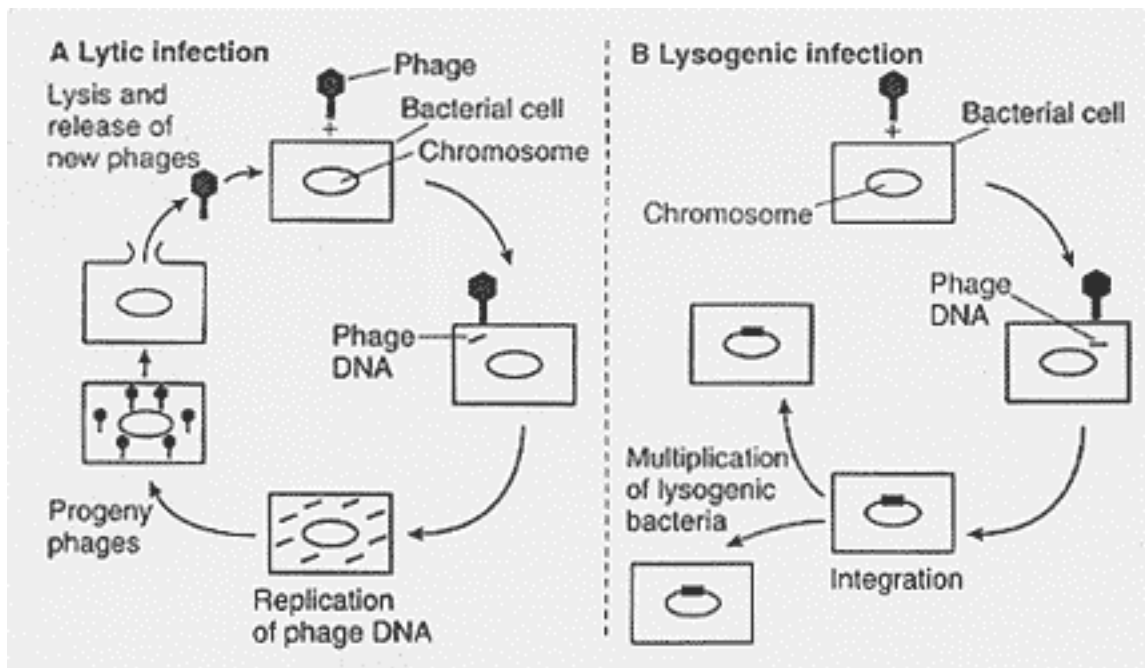 A Lytic infection
Phage
Lysis and
release of
new phages
+
Bacterial cell
Chromosome
Phage
DNA
Progeny
phages
Replication
of phage DNA
B Lysogenic infection
+
Bacterial cell
Chromosome
Phage
DNA
Multiplication
of lysogenic
bacteria
Integration